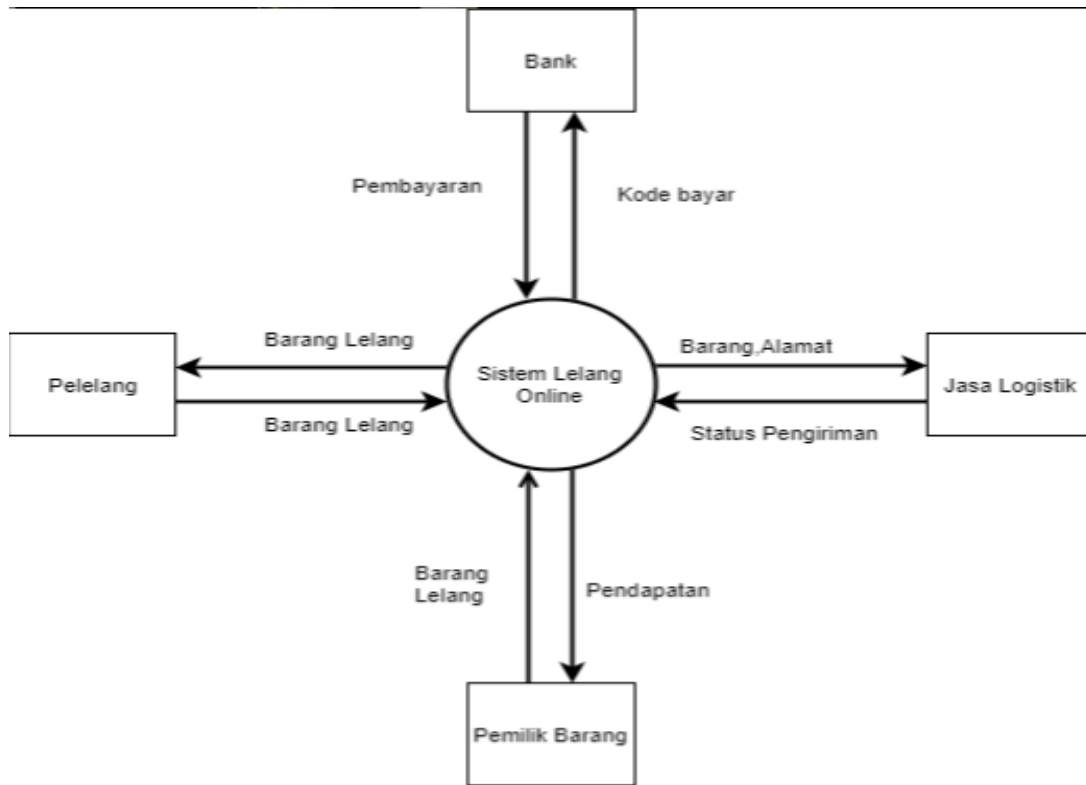 Bank
Pembayaran
Kode bayar
Barang Lelang
Barang,Alamat
Pelelang
Sistem Lelang
Online
Jasa Logistik
Barang Lelang
Status Pengiriman
Barang
Lelang
Pendapatan
Pemilik Barang